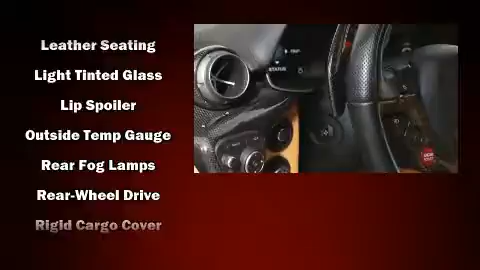 Leather Seating
Light Tinted Glass
Lip Spoiler
Outside Temp Gauge
Rear Fog Lamps
Rear-Wheel Drive
Rigid Cargo Cover
STATUS